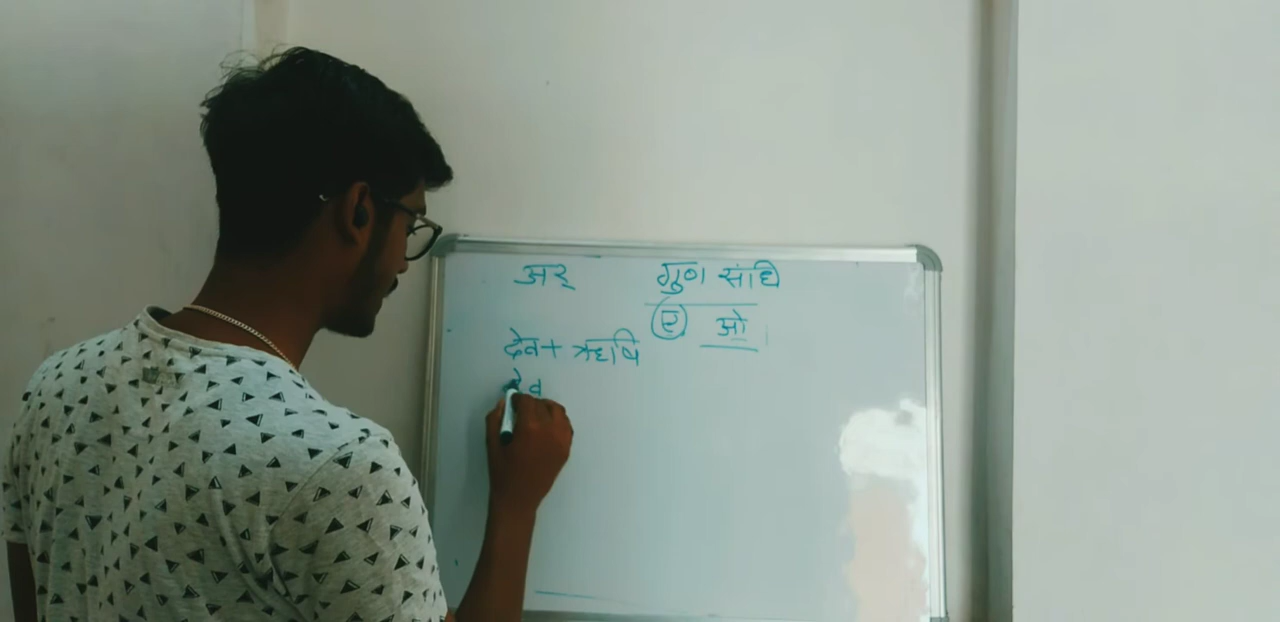 अर् गुण संधि
ए ओ
देव + ऋषि
देव